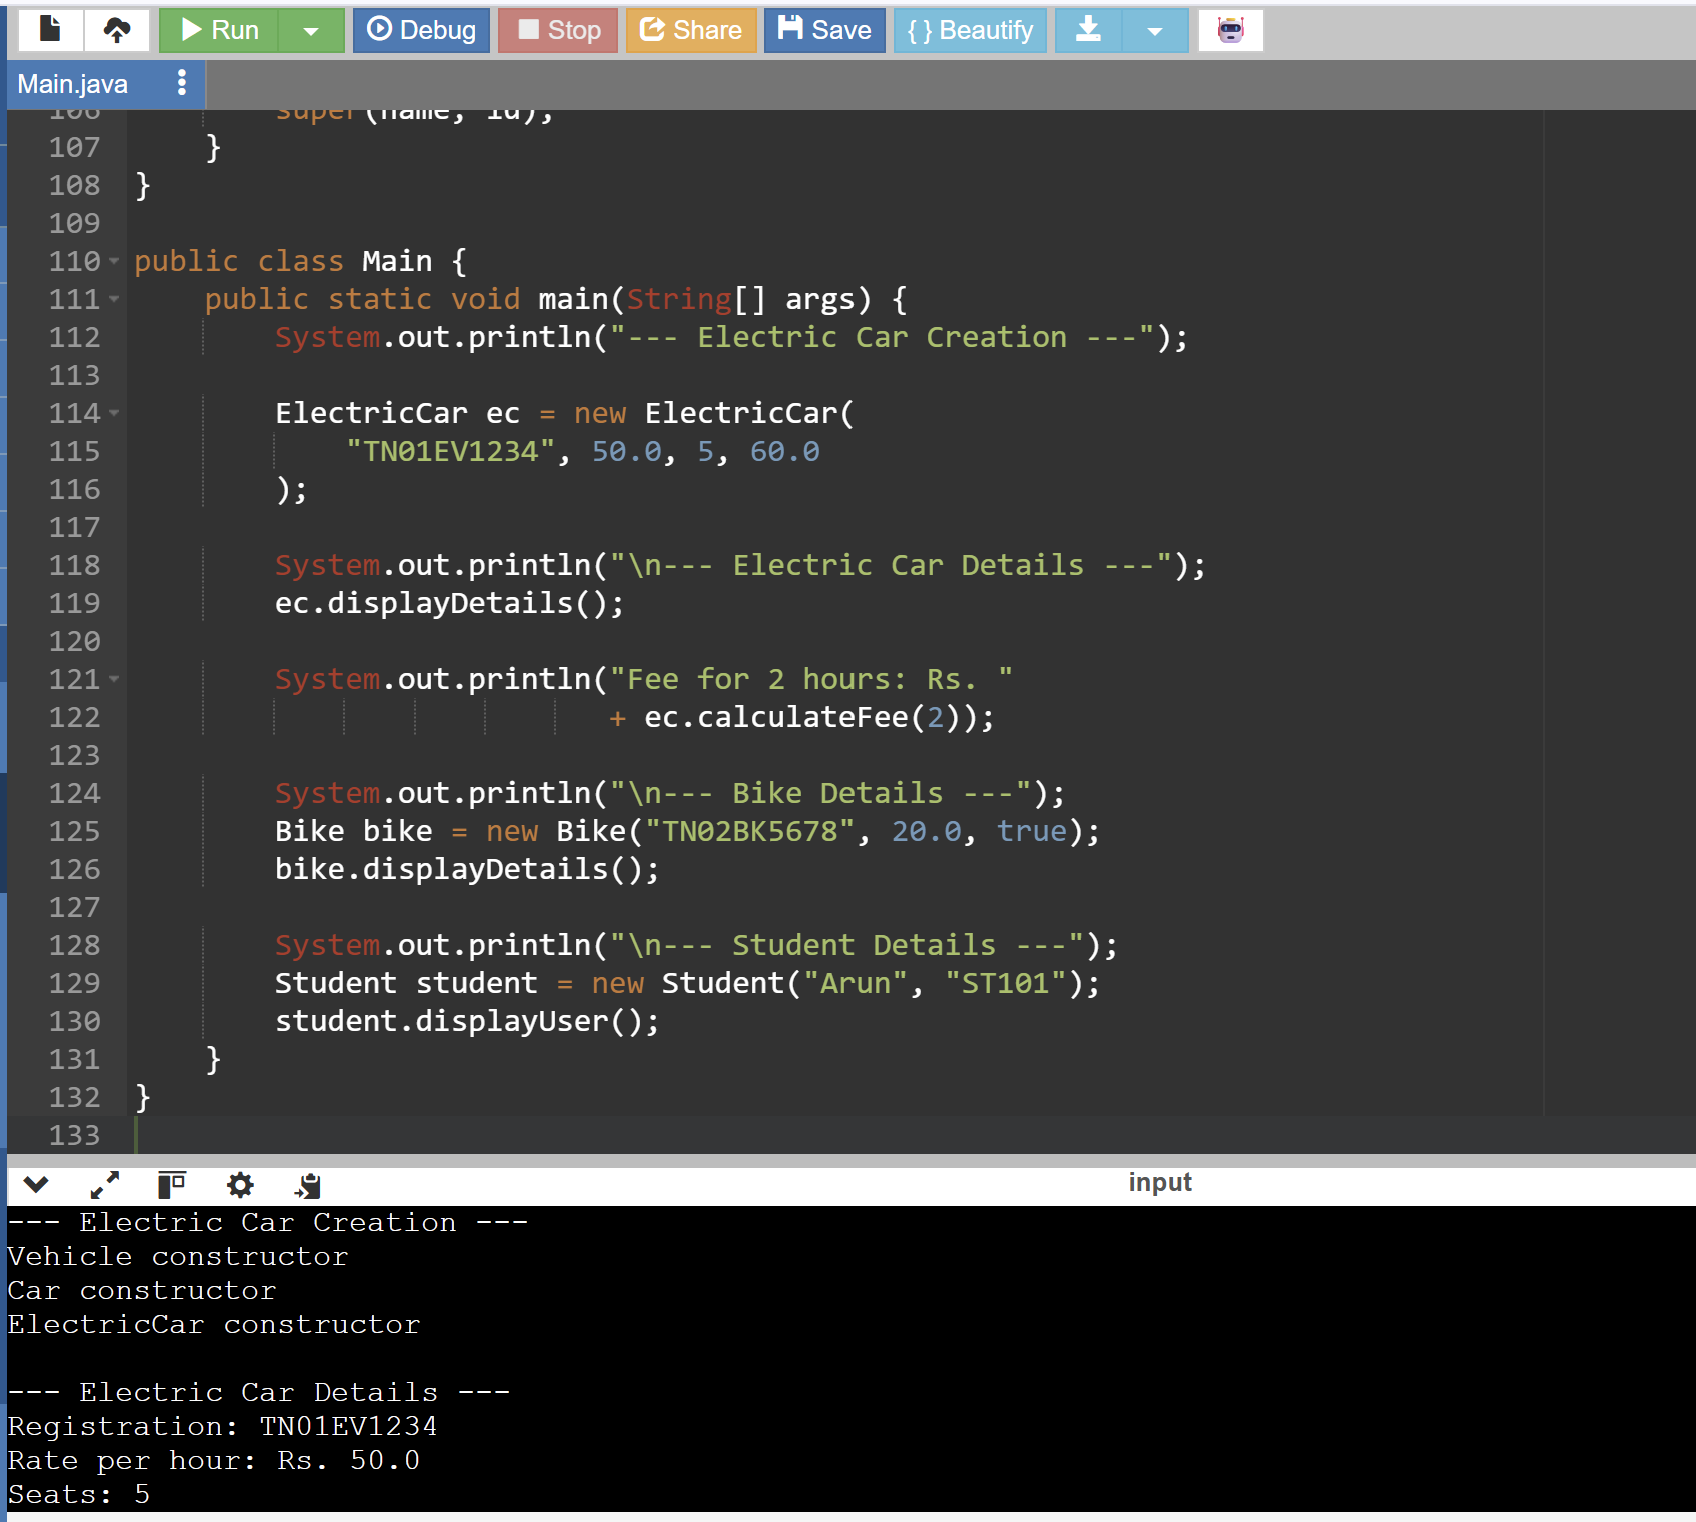 Run
Debug
Stop
Share
Save
{ } Beautify
Main.java
106 super(name, id);
107 }
108 }
109
110 public class Main {
111 public static void main(String[] args) {
112 System.out.println("--- Electric Car Creation ---");
113
114 ElectricCar ec = new ElectricCar(
115 "TN01EV1234", 50.0, 5, 60.0
116 );
117
118 System.out.println("\n--- Electric Car Details ---");
119 ec.displayDetails();
120
121 System.out.println("Fee for 2 hours: Rs. "
122 + ec.calculateFee(2));
123
124 System.out.println("\n--- Bike Details ---");
125 Bike bike = new Bike("TN02BK5678", 20.0, true);
126 bike.displayDetails();
127
128 System.out.println("\n--- Student Details ---");
129 Student student = new Student("Arun", "ST101");
130 student.displayUser();
131 }
132 }
133
input
--- Electric Car Creation ---
Vehicle constructor
Car constructor
ElectricCar constructor

--- Electric Car Details ---
Registration: TN01EV1234
Rate per hour: Rs. 50.0
Seats: 5